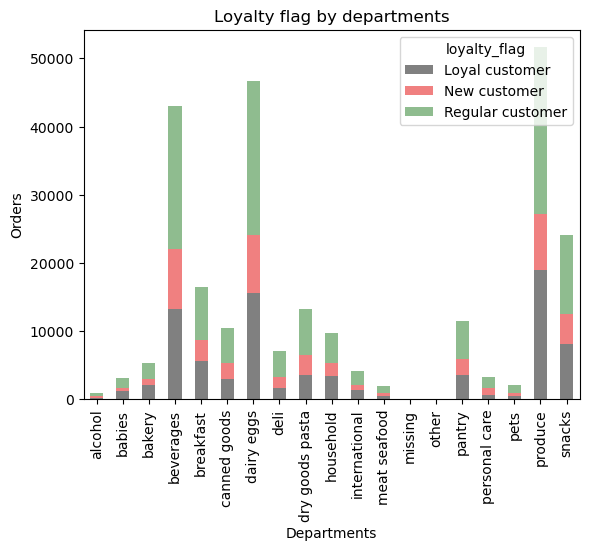 Loyalty flag by departments
loyalty_flag
Loyal customer
New customer
Regular customer
Orders
50000
40000
30000
20000
10000
0
alcohol
babies
bakery
beverages
breakfast
canned goods
dairy eggs
deli
dry goods pasta
household
international
meat seafood
missing
other
pantry
personal care
pets
produce
snacks
Departments